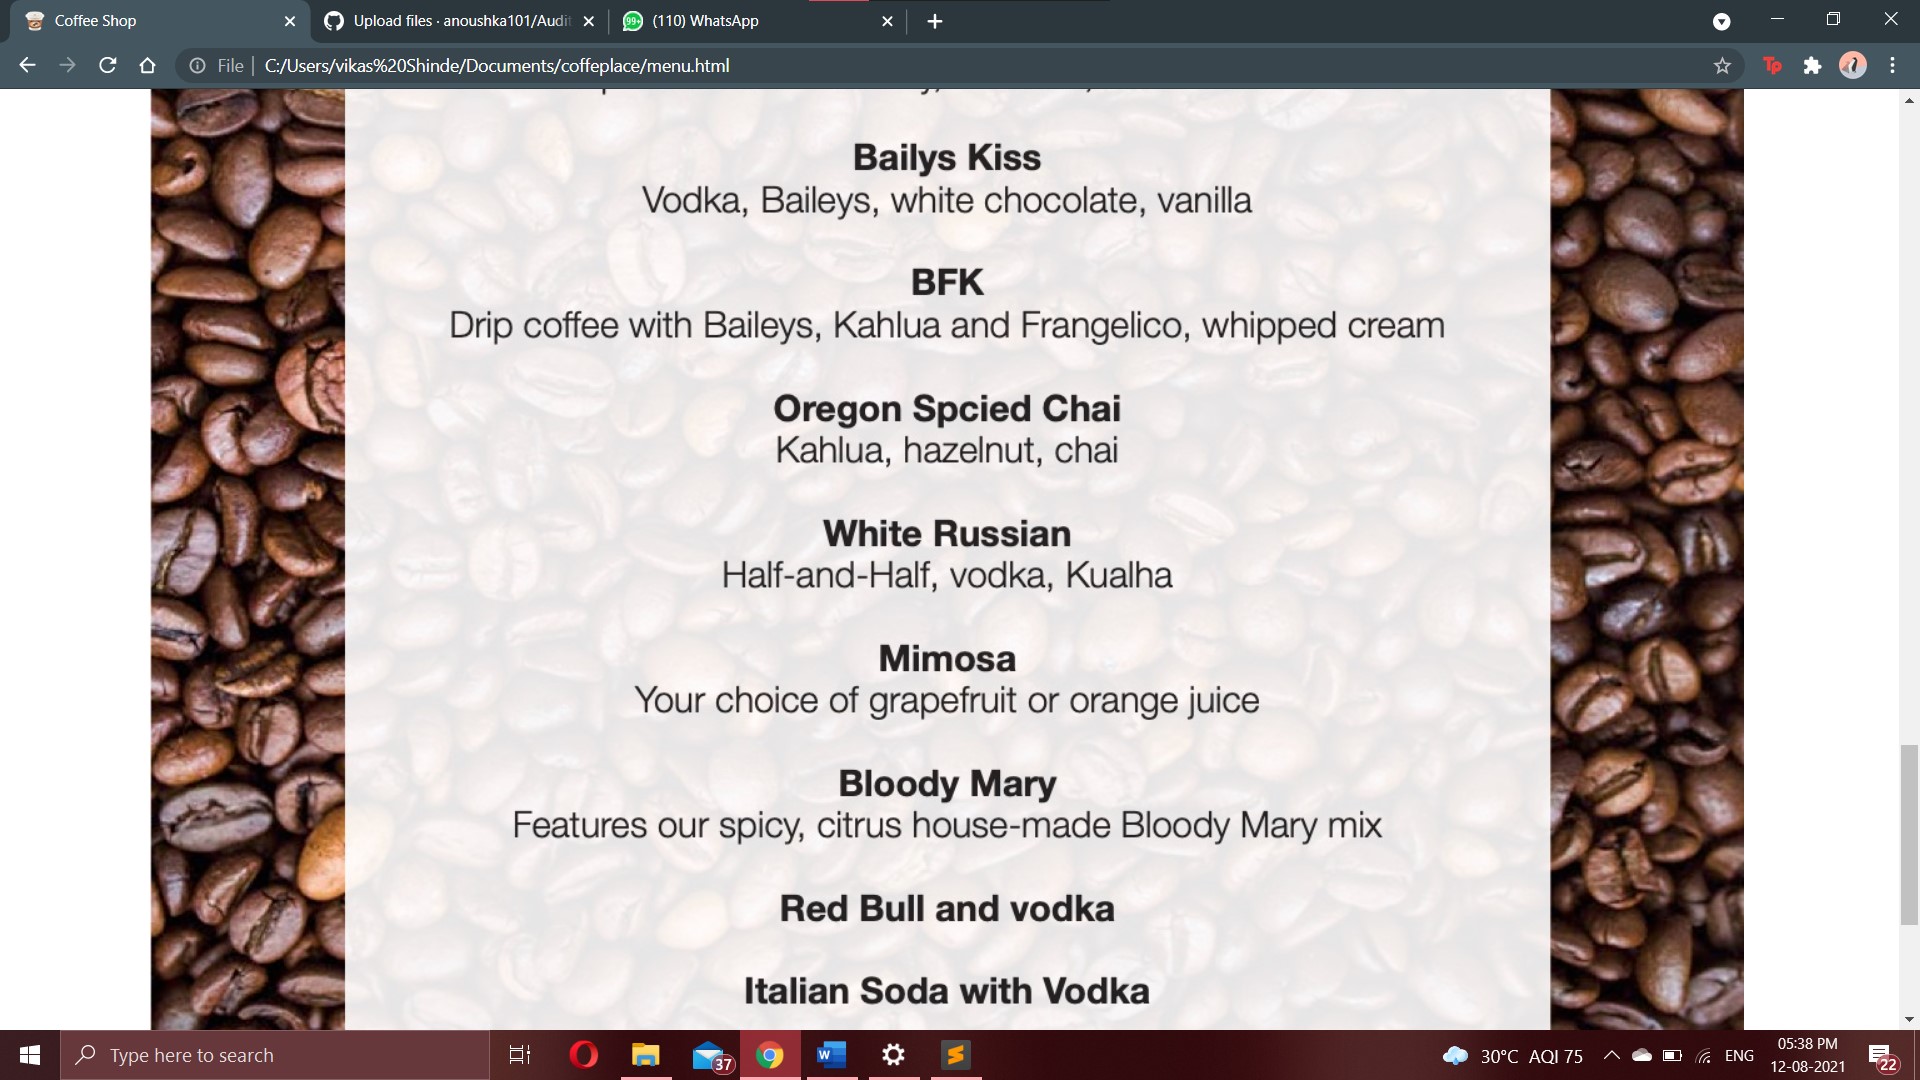 Coffee Shop
Upload files · anoushka101/Audit
99+
(110) WhatsApp
File
C:/Users/vikas%20Shinde/Documents/coffeplace/menu.html
Tp
Bailys Kiss
Vodka, Baileys, white chocolate, vanilla
BFK
Drip coffee with Baileys, Kahlua and Frangelico, whipped cream
Oregon Spcied Chai
Kahlua, hazelnut, chai
White Russian
Half-and-Half, vodka, Kualha
Mimosa
Your choice of grapefruit or orange juice
Bloody Mary
Features our spicy, citrus house-made Bloody Mary mix
Red Bull and vodka
Italian Soda with Vodka
Type here to search
37
W
30°C AQI 75
ENG
05:38 PM
12-08-2021
22